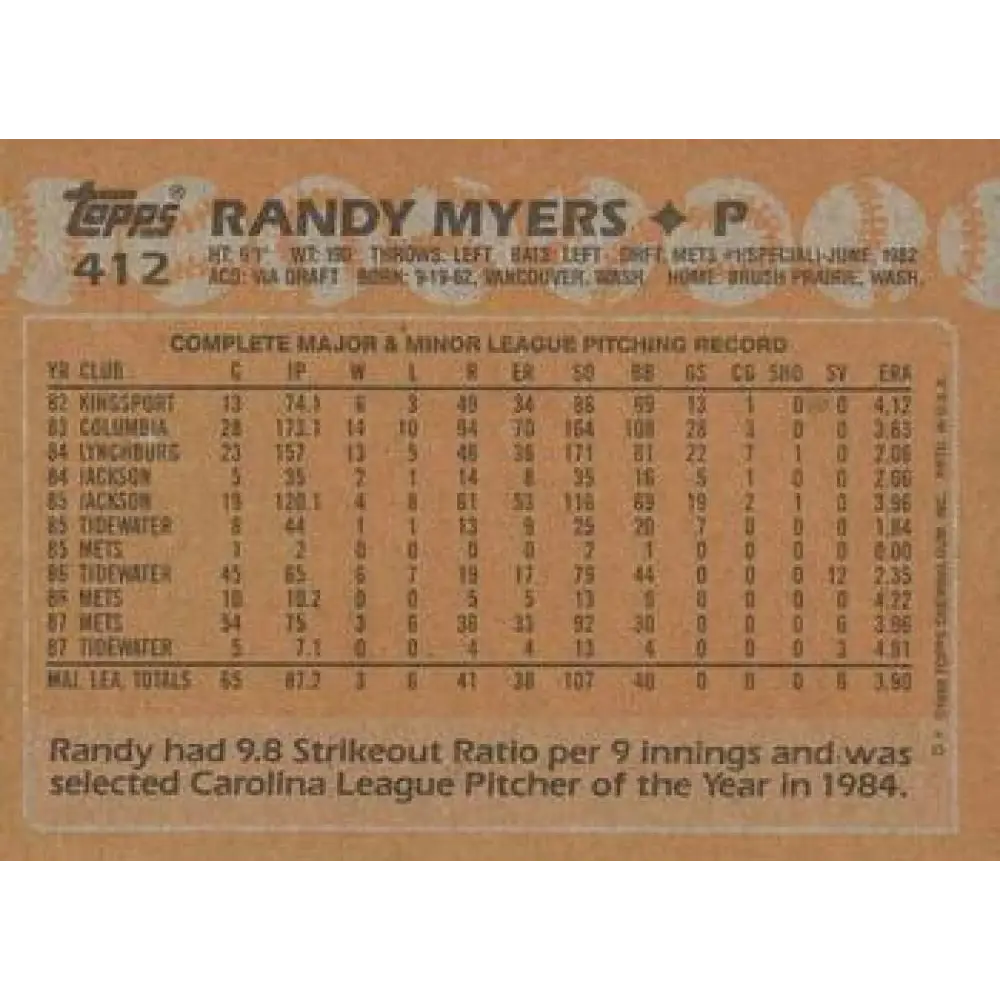 Topps® RANDY MYERS ✦ P
412 HT: 6'1" WT: 190 THROWS: LEFT BATS: LEFT DRFT: METS #1(SPECIAL)-JUNE, 1982
ACQ: VIA DRAFT BORN: 9-19-62, VANCOUVER, WASH. HOME: BRUSH PRAIRIE, WASH.
COMPLETE MAJOR & MINOR LEAGUE PITCHING RECORD
YR CLUB G IP W L R ER SO BB GS CG SHO SV ERA
82 KINGSPORT 13 74.1 6 3 49 34 86 69 13 1 0 0 4.12
83 COLUMBIA 28 173.1 14 10 94 70 164 108 28 3 0 0 3.63
84 LYNCHBURG 23 157 13 5 46 36 171 81 22 7 1 0 2.06
84 JACKSON 5 35 2 1 14 8 35 16 5 1 0 0 2.06
85 JACKSON 19 120.1 4 8 61 53 116 69 19 2 1 0 3.96
85 TIDEWATER 8 44 1 1 13 9 25 20 7 0 0 0 1.84
85 METS 1 2 0 0 0 0 2 1 0 0 0 0 0.00
86 TIDEWATER 45 65 6 7 19 17 79 44 0 0 0 12 2.35
86 METS 10 10.2 0 0 5 5 13 9 0 0 0 0 4.22
87 METS 54 75 3 6 36 33 92 30 0 0 0 6 3.96
87 TIDEWATER 5 7.1 0 0 4 4 13 4 0 0 0 3 4.91
MAJ. LEA. TOTALS 65 87.2 3 6 41 38 107 40 0 0 0 6 3.90
Randy had 9.8 Strikeout Ratio per 9 innings and was
selected Carolina League Pitcher of the Year in 1984.